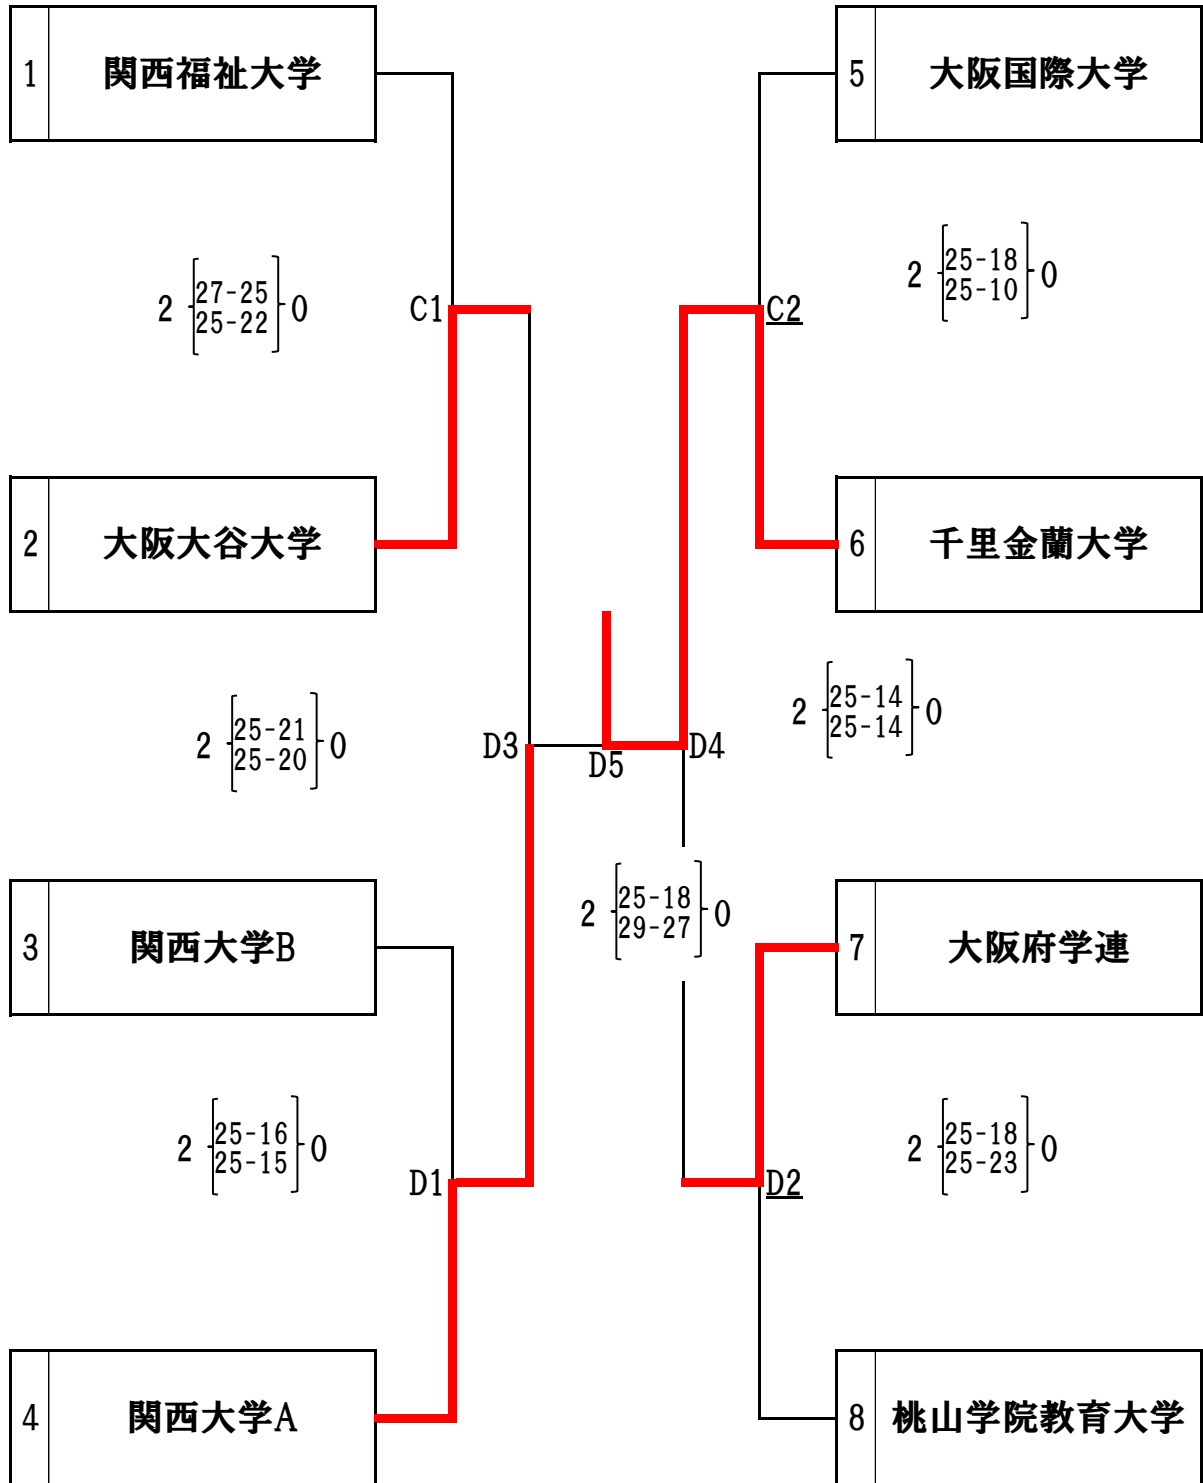 1 関西福祉大学
5 大阪国際大学
2 27-25 0
25-22
C1
2 25-18 0
25-10
C2
2 大阪大谷大学
6 千里金蘭大学
2 25-21 0
25-20
D3
D5
D4
2 25-14 0
25-14
3 関西大学B
2 25-18 0
29-27
7 大阪府学連
2 25-16 0
25-15
D1
D2
2 25-18 0
25-23
4 関西大学A
8 桃山学院教育大学